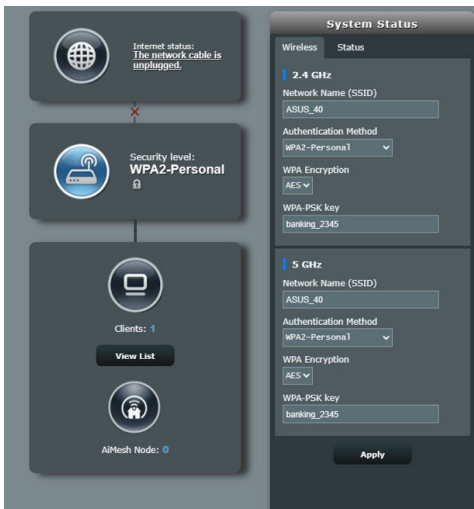 Internet status:
The network cable is
unplugged.
Security level:
WPA2-Personal
Clients: 1
View List
AiMesh Node: 0
System Status
Wireless Status
2.4 GHz
Network Name (SSID)
ASUS_40
Authentication Method
WPA2-Personal
WPA Encryption
AES
WPA-PSK key
banking_2345
5 GHz
Network Name (SSID)
ASUS_40
Authentication Method
WPA2-Personal
WPA Encryption
AES
WPA-PSK key
banking_2345
Apply